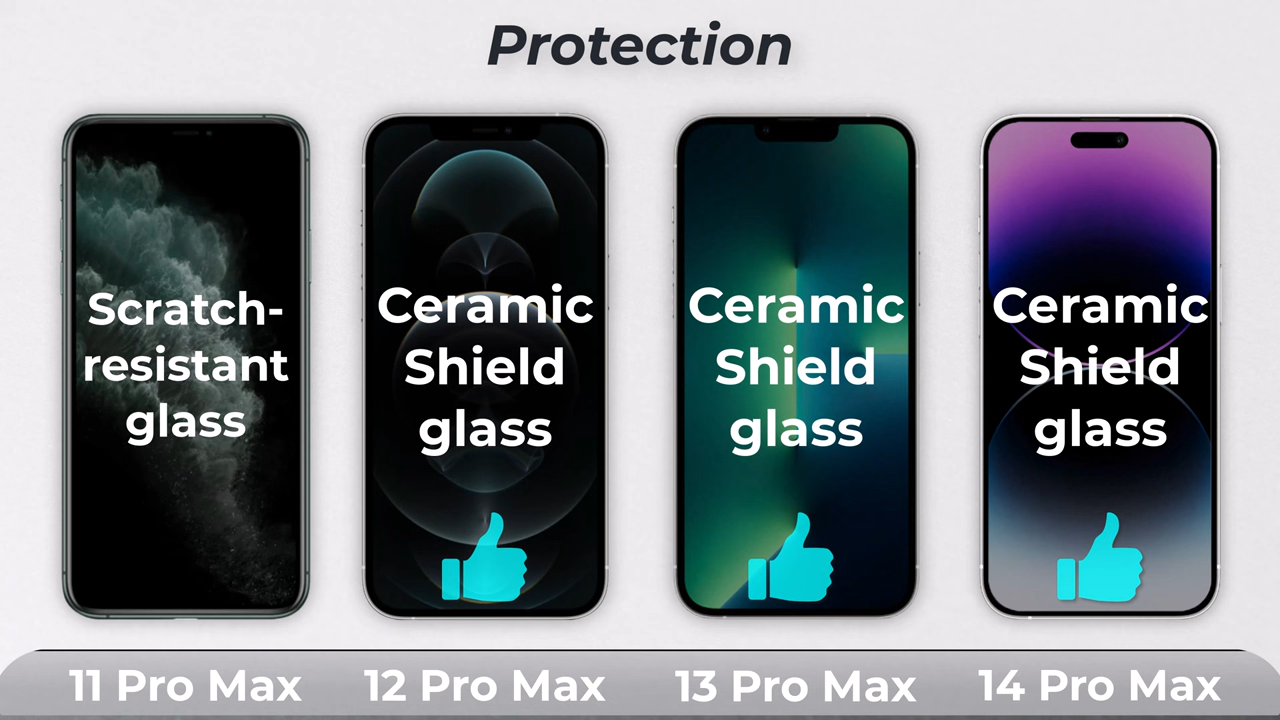 Protection
Scratch-
resistant
glass
Ceramic
Shield
glass
Ceramic
Shield
glass
Ceramic
Shield
glass
11 Pro Max
12 Pro Max
13 Pro Max
14 Pro Max